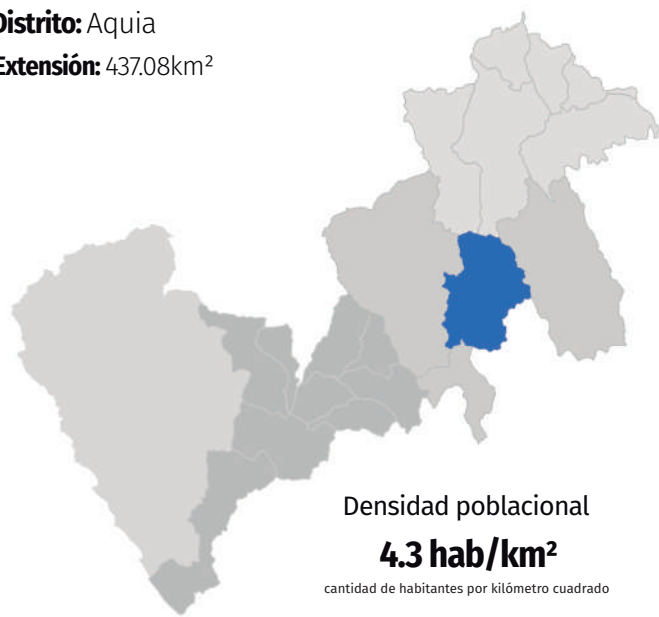 Distrito: Aquia
Extensión: 437.08km²
Densidad poblacional
4.3 hab/km²
cantidad de habitantes por kilómetro cuadrado